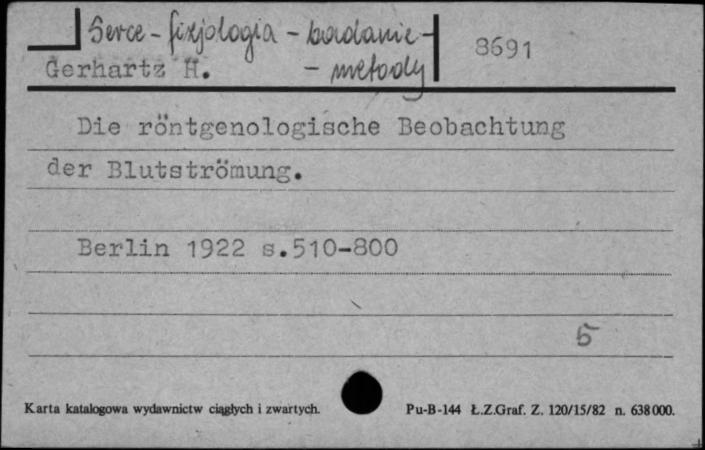 Serce - fizjologia - badanie -
- metody
8691
Gerhartz H.
Die röntgenologische Beobachtung
der Blutströmung.
Berlin 1922 s.510-800
5
Karta katalogowa wydawnictw ciągłych i zwartych.
Pu-B-144 Ł.Z.Graf. Z. 120/15/82 n. 638000.